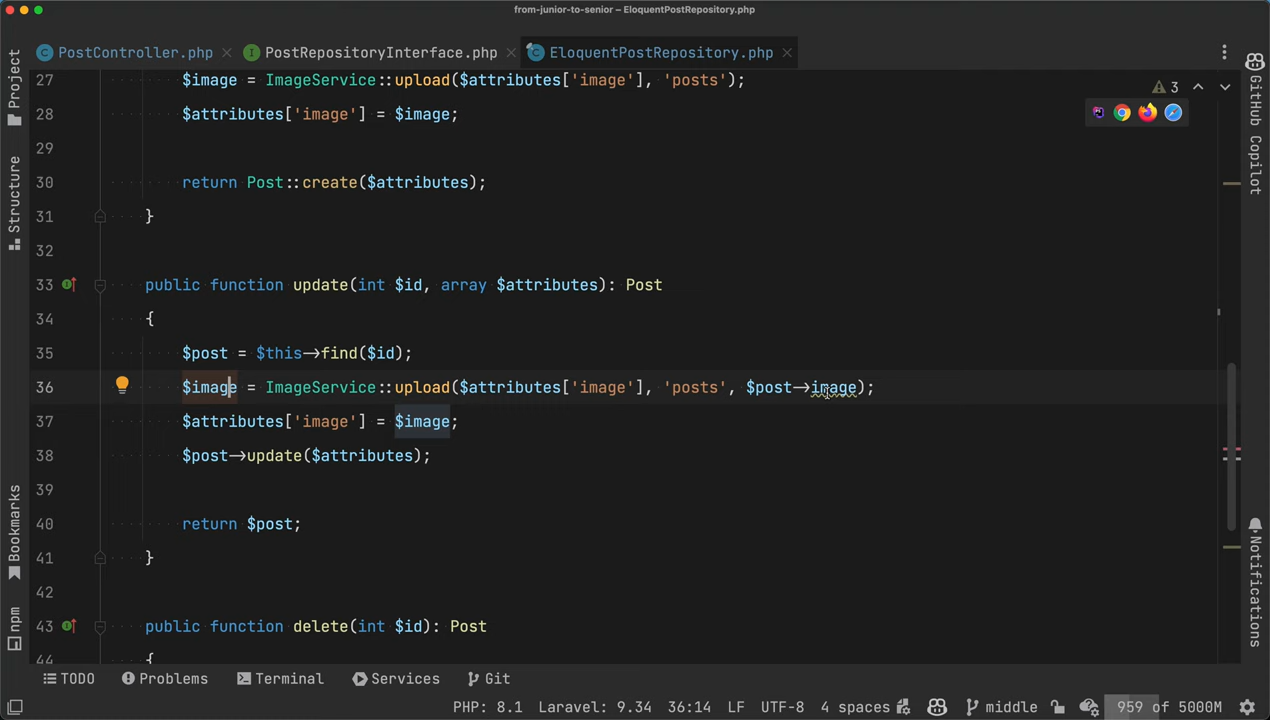 from-junior-to-senior – EloquentPostRepository.php
PostController.php PostRepositoryInterface.php EloquentPostRepository.php
Project
Structure
Bookmarks
npm
3
GitHub Copilot
Notifications
27 $image = ImageService::upload($attributes['image'], 'posts');
28 $attributes['image'] = $image;
29
30 return Post::create($attributes);
31 }
32
33 public function update(int $id, array $attributes): Post
34 {
35 $post = $this->find($id);
36 $image = ImageService::upload($attributes['image'], 'posts', $post->image);
37 $attributes['image'] = $image;
38 $post->update($attributes);
39
40 return $post;
41 }
42
43 public function delete(int $id): Post
44 {
TODO Problems Terminal Services Git
PHP: 8.1 Laravel: 9.34 36:14 LF UTF-8 4 spaces middle 959 of 5000M